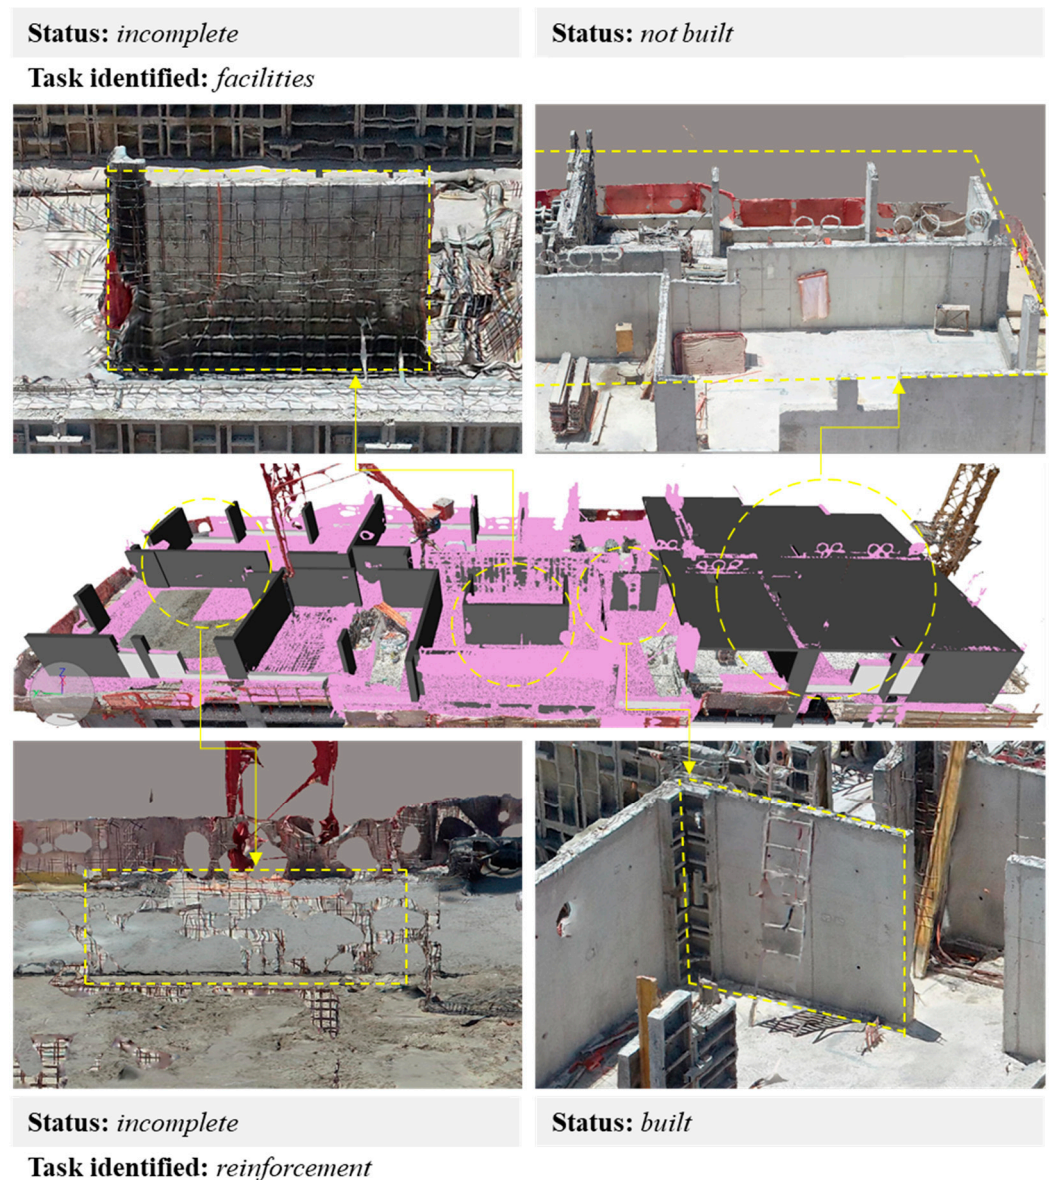 Status: incomplete
Status: not built
Task identified: facilities
Z
X
Status: incomplete
Status: built
Task identified: reinforcement